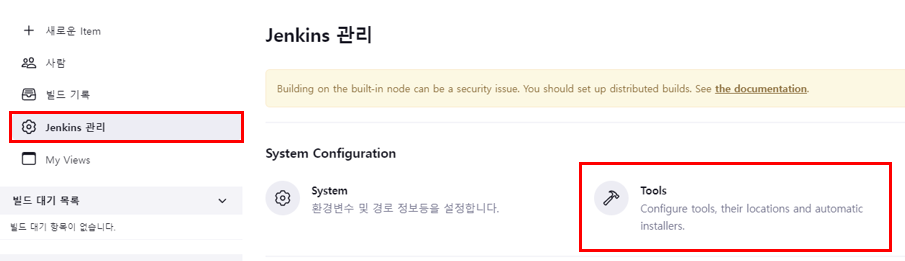 새로운 Item
사람
빌드 기록
Jenkins 관리
My Views
빌드 대기 목록
빌드 대기 항목이 없습니다.
Jenkins 관리
Building on the built-in node can be a security issue. You should set up distributed builds. See the documentation.
System Configuration
System
환경변수 및 경로 정보등을 설정합니다.
Tools
Configure tools, their locations and automatic
installers.